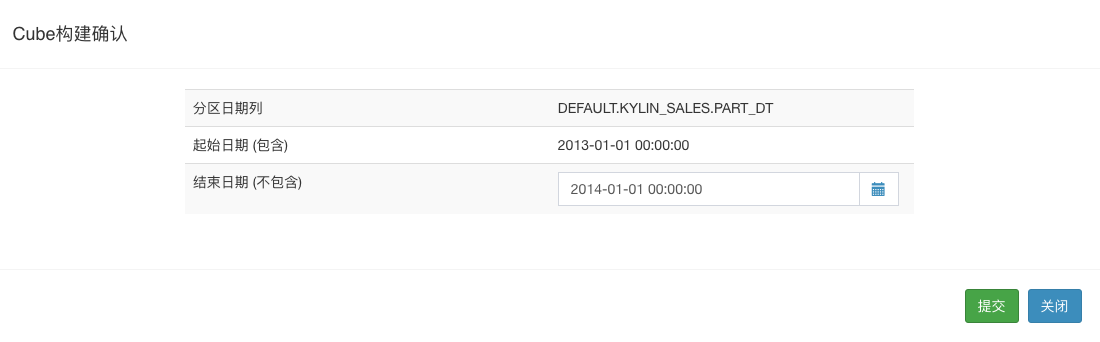 Cube构建确认
分区日期列 DEFAULT.KYLIN_SALES.PART_DT
起始日期 (包含) 2013-01-01 00:00:00
结束日期 (不包含) 2014-01-01 00:00:00
提交 关闭